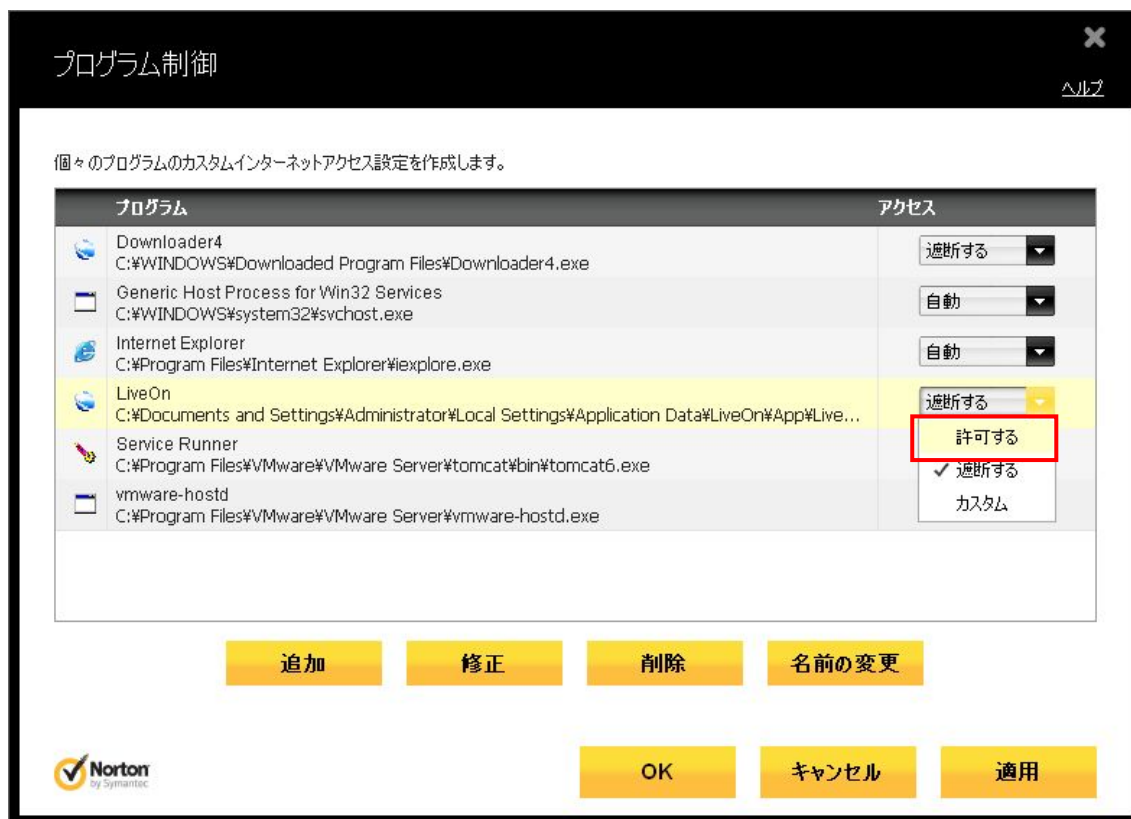 プログラム制御
ヘルプ
個々のプログラムのカスタムインターネットアクセス設定を作成します。
プログラム アクセス
Downloader4
C:¥WINDOWS¥Downloaded Program Files¥Downloader4.exe
遮断する
Generic Host Process for Win32 Services
C:¥WINDOWS¥system32¥svchost.exe
自動
Internet Explorer
C:¥Program Files¥Internet Explorer¥iexplore.exe
自動
LiveOn
C:¥Documents and Settings¥Administrator¥Local Settings¥Application Data¥LiveOn¥App¥Live...
遮断する
許可する
✓ 遮断する
カスタム
Service Runner
C:¥Program Files¥VMware¥VMware Server¥tomcat¥bin¥tomcat6.exe
vmware-hostd
C:¥Program Files¥VMware¥VMware Server¥vmware-hostd.exe
追加 修正 削除 名前の変更
Norton
by Symantec
OK キャンセル 適用